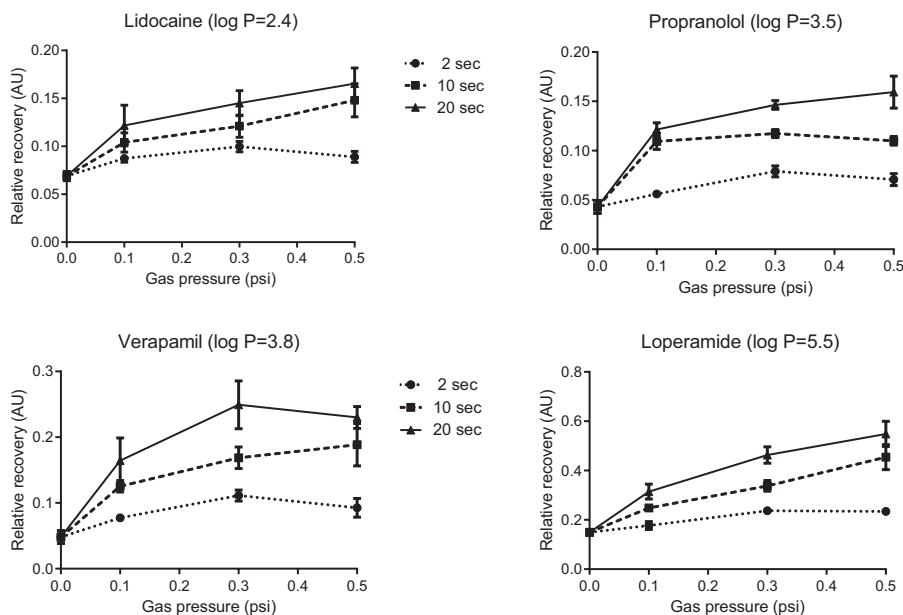 Lidocaine (log P=2.4)
Relative recovery (AU)
0.20
0.15
0.10
0.05
0.00
0.0 0.1 0.2 0.3 0.4 0.5
Gas pressure (psi)
2 sec
10 sec
20 sec
Propranolol (log P=3.5)
Relative recovery (AU)
0.20
0.15
0.10
0.05
0.00
0.0 0.1 0.2 0.3 0.4 0.5
Gas pressure (psi)
Verapamil (log P=3.8)
Relative recovery (AU)
0.3
0.2
0.1
0.0
0.0 0.1 0.2 0.3 0.4 0.5
Gas pressure (psi)
2 sec
10 sec
20 sec
Loperamide (log P=5.5)
Relative recovery (AU)
0.8
0.6
0.4
0.2
0.0
0.0 0.1 0.2 0.3 0.4 0.5
Gas pressure (psi)